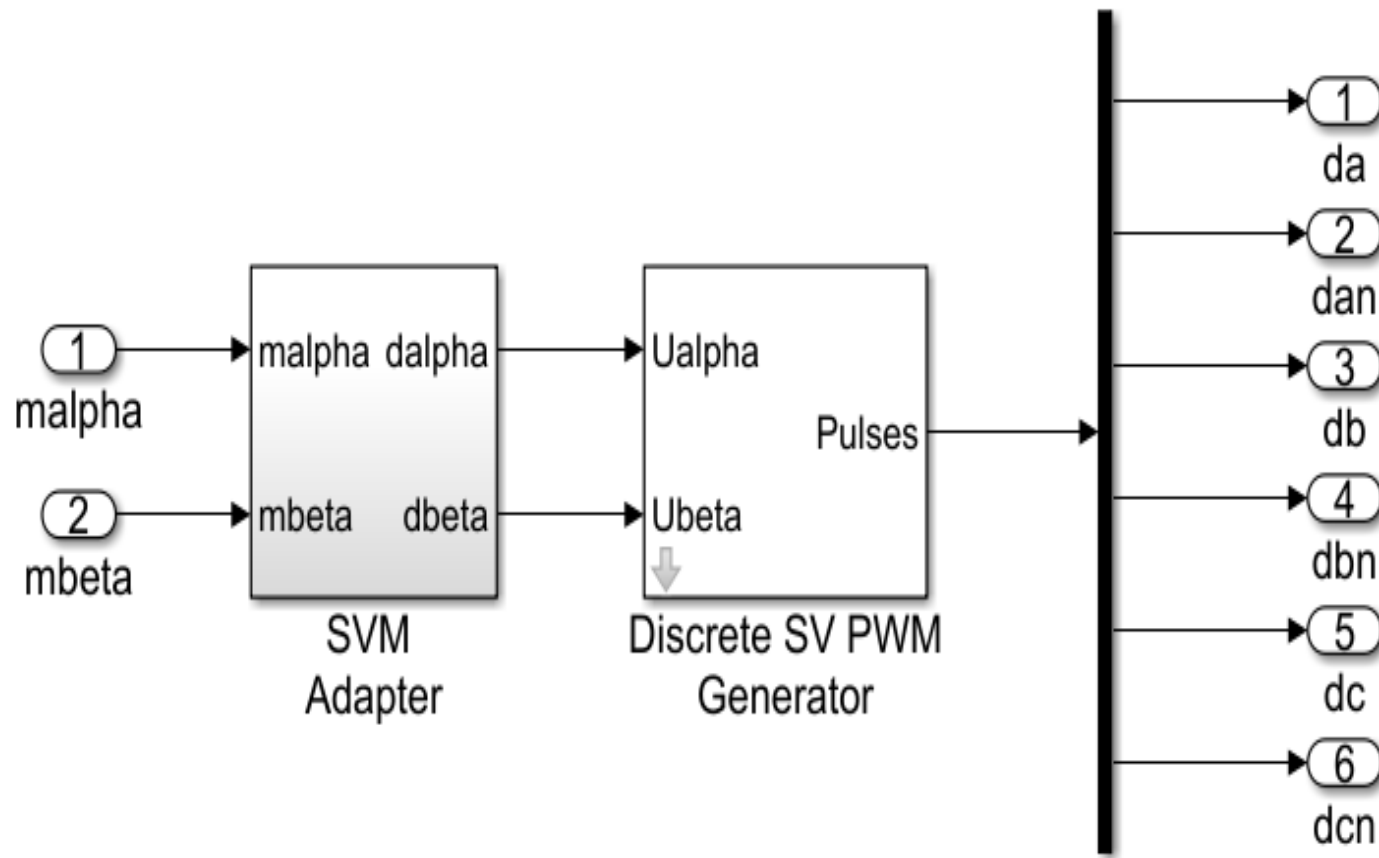 1
malpha
2
mbeta
malpha dalpha
mbeta dbeta
SVM
Adapter
Ualpha
Pulses
Ubeta
Discrete SV PWM
Generator
1
da
2
dan
3
db
4
dbn
5
dc
6
dcn